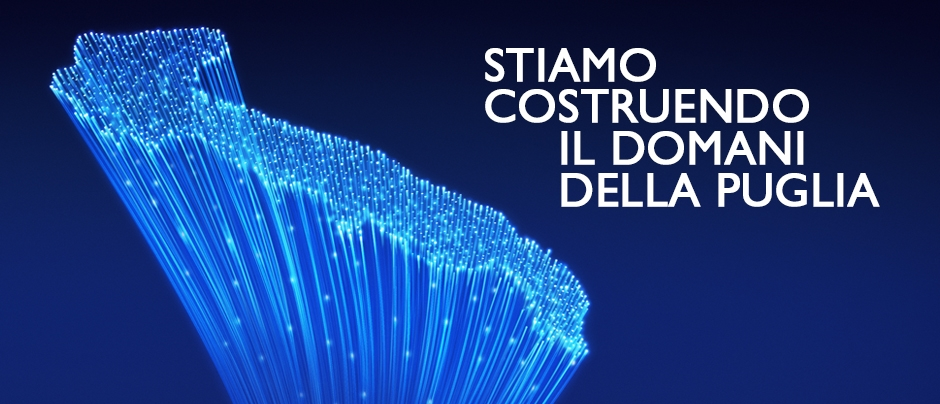 STIAMO
COSTRUENDO
IL DOMANI
DELLA PUGLIA